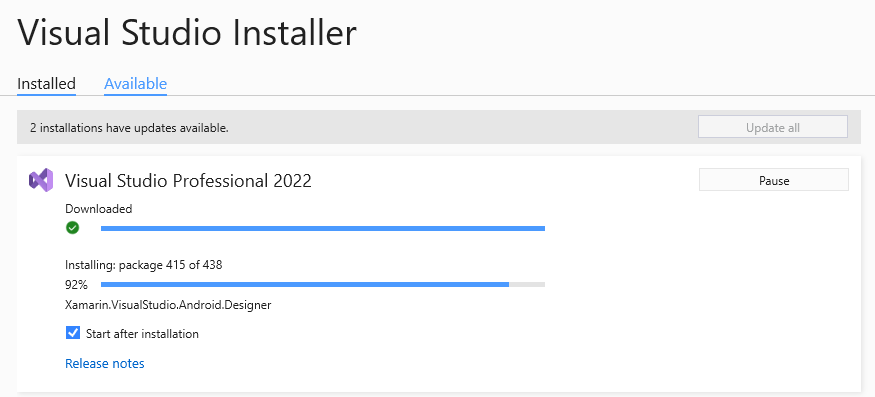 Visual Studio Installer
Installed Available
2 installations have updates available. Update all
Visual Studio Professional 2022 Pause
Downloaded
Installing: package 415 of 438
92%
Xamarin.VisualStudio.Android.Designer
Start after installation
Release notes